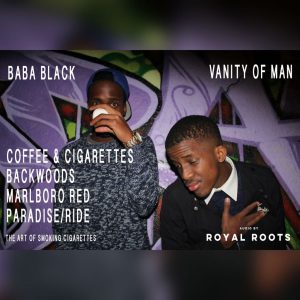 BABA BLACK
VANITY OF MAN
COFFEE & CIGARETTES
BACKWOODS
MARLBORO RED
PARADISE/RIDE
THE ART OF SMOKING CIGARETTES
AUDIO BY
ROYAL ROOTS